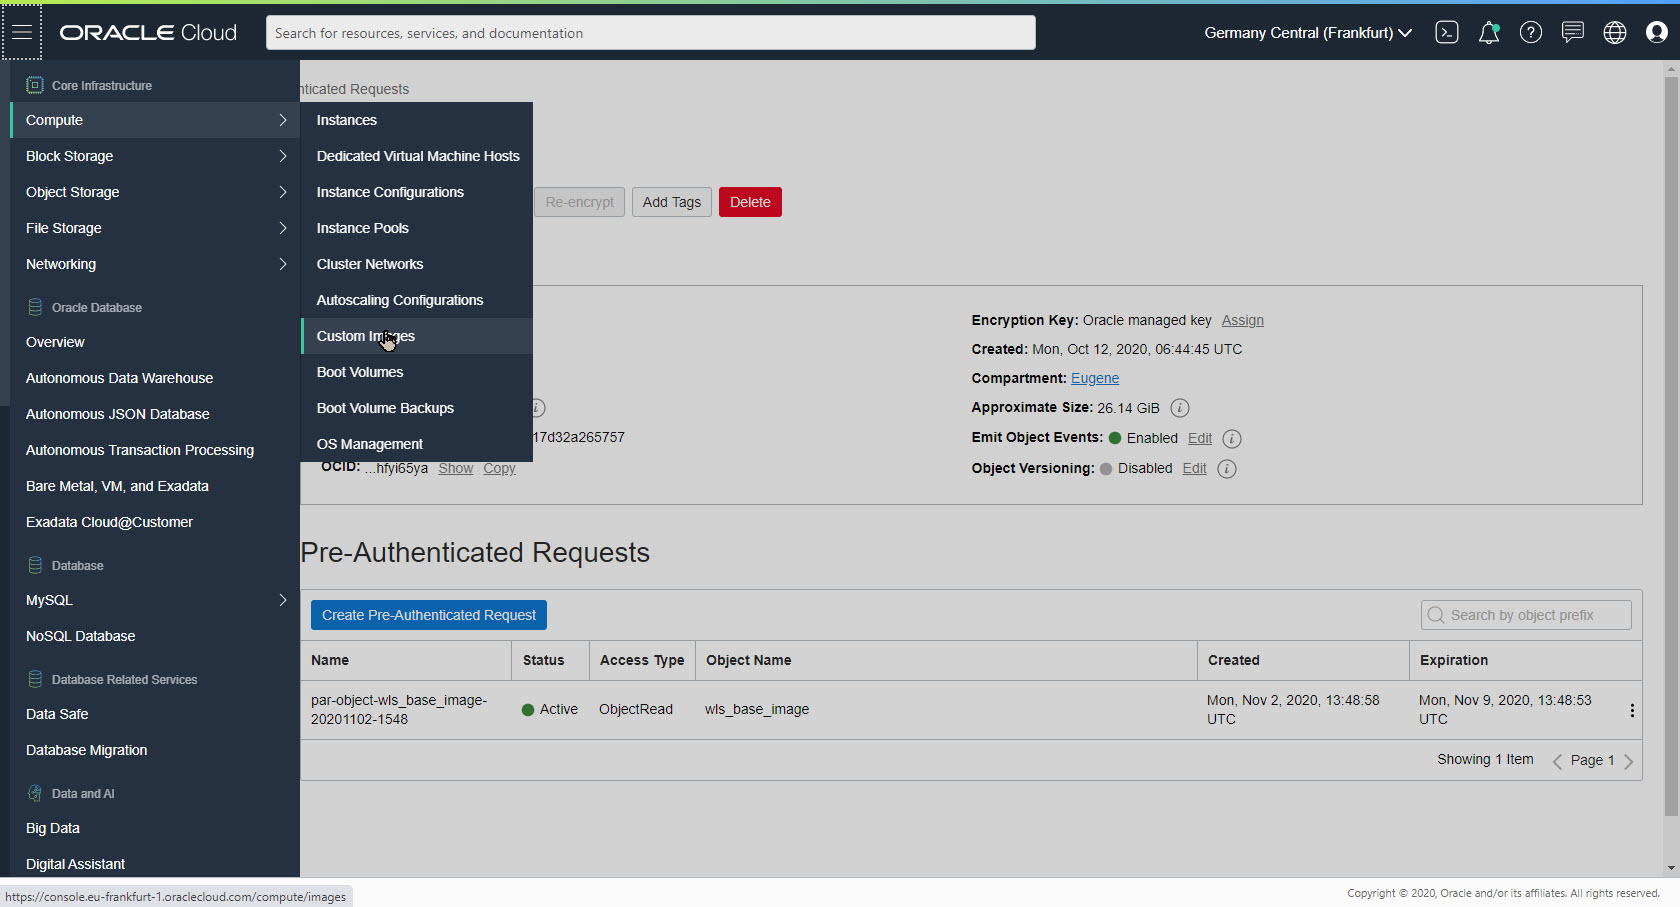 ORACLE Cloud
Search for resources, services, and documentation
Germany Central (Frankfurt)
Core Infrastructure
Compute
Block Storage
Object Storage
File Storage
Networking
Oracle Database
Overview
Autonomous Data Warehouse
Autonomous JSON Database
Autonomous Transaction Processing
Bare Metal, VM, and Exadata
Exadata Cloud@Customer
Database
MySQL
NoSQL Database
Database Related Services
Data Safe
Database Migration
Data and AI
Big Data
Digital Assistant
Instances
Dedicated Virtual Machine Hosts
Instance Configurations
Instance Pools
Cluster Networks
Autoscaling Configurations
Custom Images
Boot Volumes
Boot Volume Backups
OS Management
nticated Requests
Re-encrypt Add Tags Delete
17d32a265757
OCID: ...hfyi65ya Show Copy
Encryption Key: Oracle managed key Assign
Created: Mon, Oct 12, 2020, 06:44:45 UTC
Compartment: Eugene
Approximate Size: 26.14 GiB
Emit Object Events: Enabled Edit
Object Versioning: Disabled Edit
Pre-Authenticated Requests
Create Pre-Authenticated Request Search by object prefix
Name Status Access Type Object Name Created Expiration
par-object-wls_base_image- Active ObjectRead wls_base_image Mon, Nov 2, 2020, 13:48:58 Mon, Nov 9, 2020, 13:48:53
20201102-1548 UTC UTC
Showing 1 Item Page 1
https://console.eu-frankfurt-1.oraclecloud.com/compute/images
Copyright © 2020, Oracle and/or its affiliates. All rights reserved.